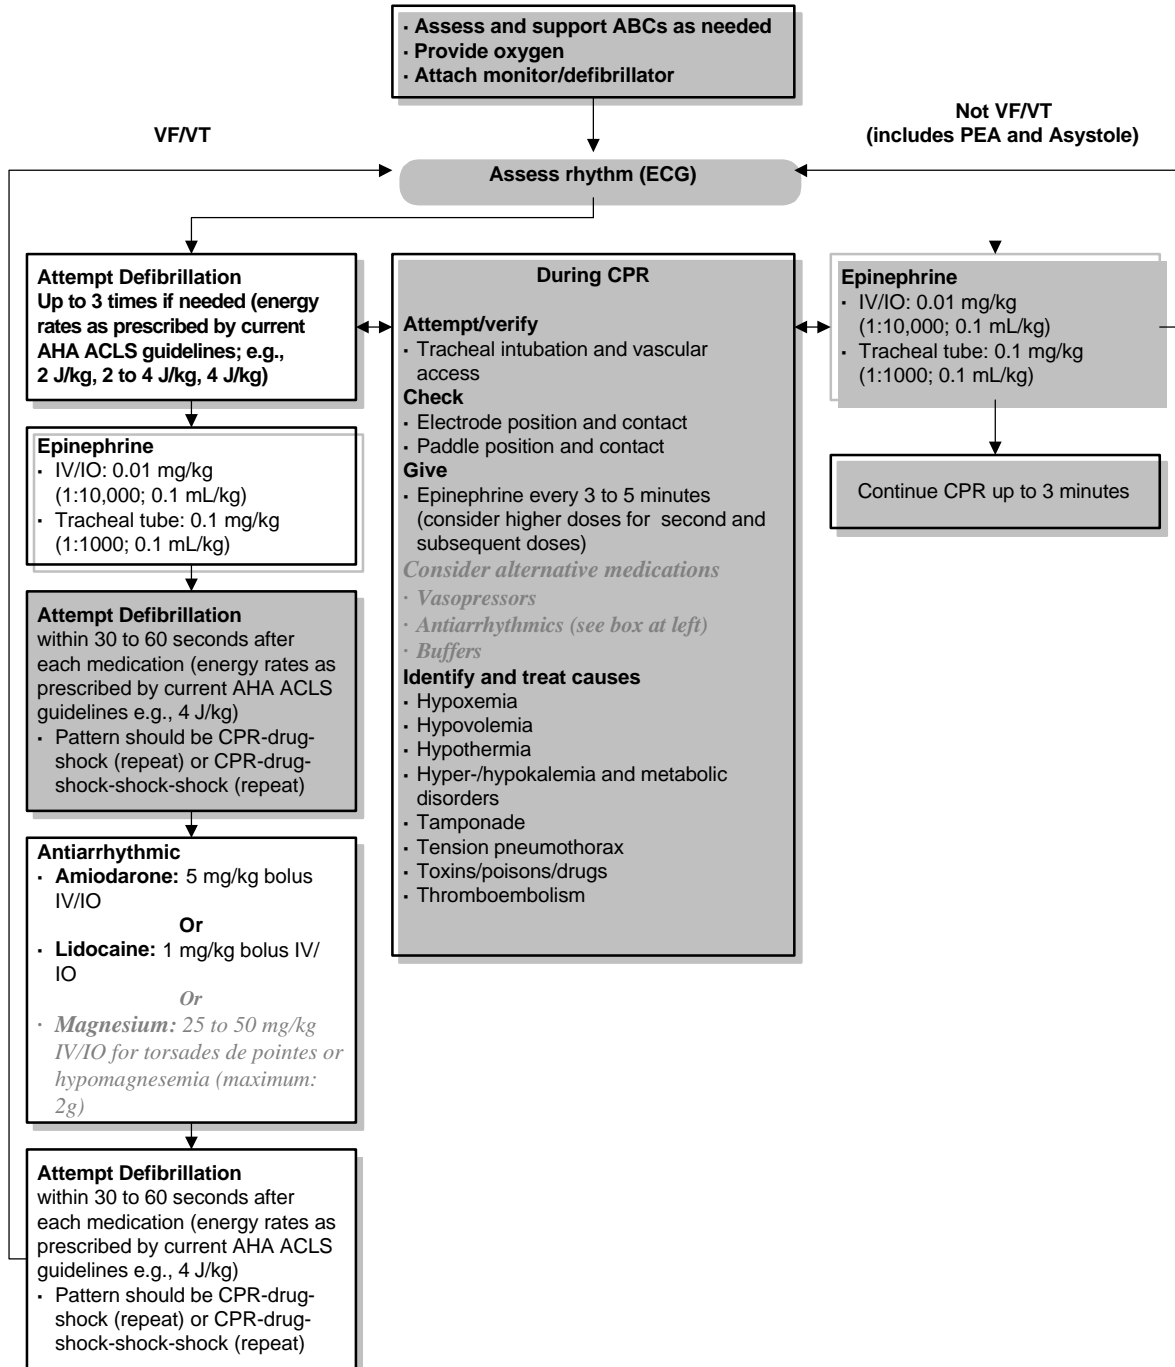 · Assess and support ABCs as needed
· Provide oxygen
· Attach monitor/defibrillator
VF/VT
Not VF/VT
(includes PEA and Asystole)
Assess rhythm (ECG)
Attempt Defibrillation
Up to 3 times if needed (energy
rates as prescribed by current
AHA ACLS guidelines; e.g.,
2 J/kg, 2 to 4 J/kg, 4 J/kg)
Epinephrine
· IV/IO: 0.01 mg/kg
(1:10,000; 0.1 mL/kg)
· Tracheal tube: 0.1 mg/kg
(1:1000; 0.1 mL/kg)
Attempt Defibrillation
within 30 to 60 seconds after
each medication (energy rates as
prescribed by current AHA ACLS
guidelines e.g., 4 J/kg)
· Pattern should be CPR-drug-
shock (repeat) or CPR-drug-
shock-shock-shock (repeat)
Antiarrhythmic
· Amiodarone: 5 mg/kg bolus
IV/IO
Or
· Lidocaine: 1 mg/kg bolus IV/
IO
Or
· Magnesium: 25 to 50 mg/kg
IV/IO for torsades de pointes or
hypomagnesemia (maximum:
2g)
Attempt Defibrillation
within 30 to 60 seconds after
each medication (energy rates as
prescribed by current AHA ACLS
guidelines e.g., 4 J/kg)
· Pattern should be CPR-drug-
shock (repeat) or CPR-drug-
shock-shock-shock (repeat)
During CPR
Attempt/verify
· Tracheal intubation and vascular
access
Check
· Electrode position and contact
· Paddle position and contact
Give
· Epinephrine every 3 to 5 minutes
(consider higher doses for second and
subsequent doses)
Consider alternative medications
· Vasopressors
· Antiarrhythmics (see box at left)
· Buffers
Identify and treat causes
· Hypoxemia
· Hypovolemia
· Hypothermia
· Hyper-/hypokalemia and metabolic
disorders
· Tamponade
· Tension pneumothorax
· Toxins/poisons/drugs
· Thromboembolism
Epinephrine
· IV/IO: 0.01 mg/kg
(1:10,000; 0.1 mL/kg)
· Tracheal tube: 0.1 mg/kg
(1:1000; 0.1 mL/kg)
Continue CPR up to 3 minutes